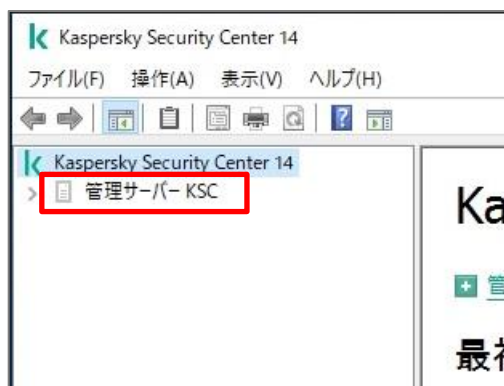 Kaspersky Security Center 14
ファイル(F) 操作(A) 表示(V) ヘルプ(H)
Kaspersky Security Center 14
管理サーバー KSC
Ka
管
最